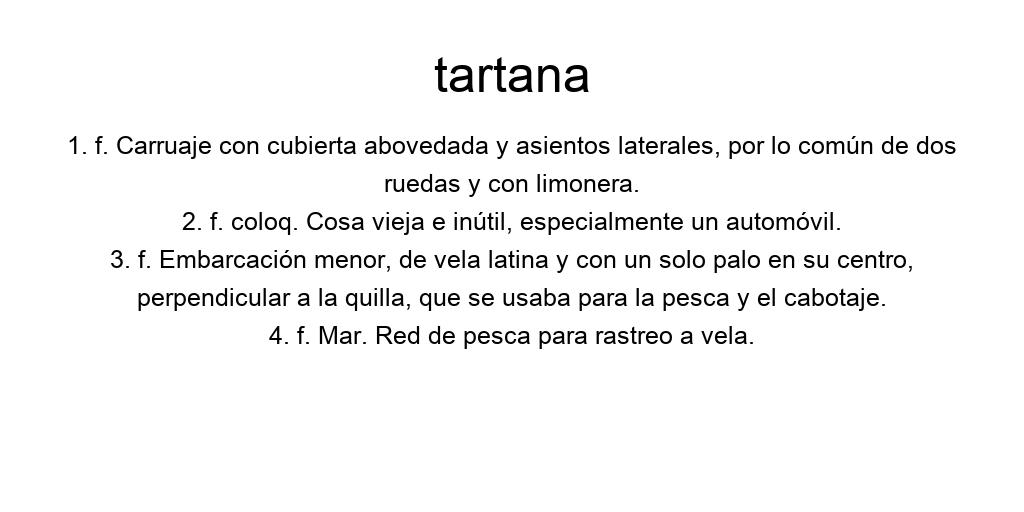 tartana
1. f. Carruaje con cubierta abovedada y asientos laterales, por lo común de dos
ruedas y con limonera.
2. f. coloq. Cosa vieja e inútil, especialmente un automóvil.
3. f. Embarcación menor, de vela latina y con un solo palo en su centro,
perpendicular a la quilla, que se usaba para la pesca y el cabotaje.
4. f. Mar. Red de pesca para rastreo a vela.